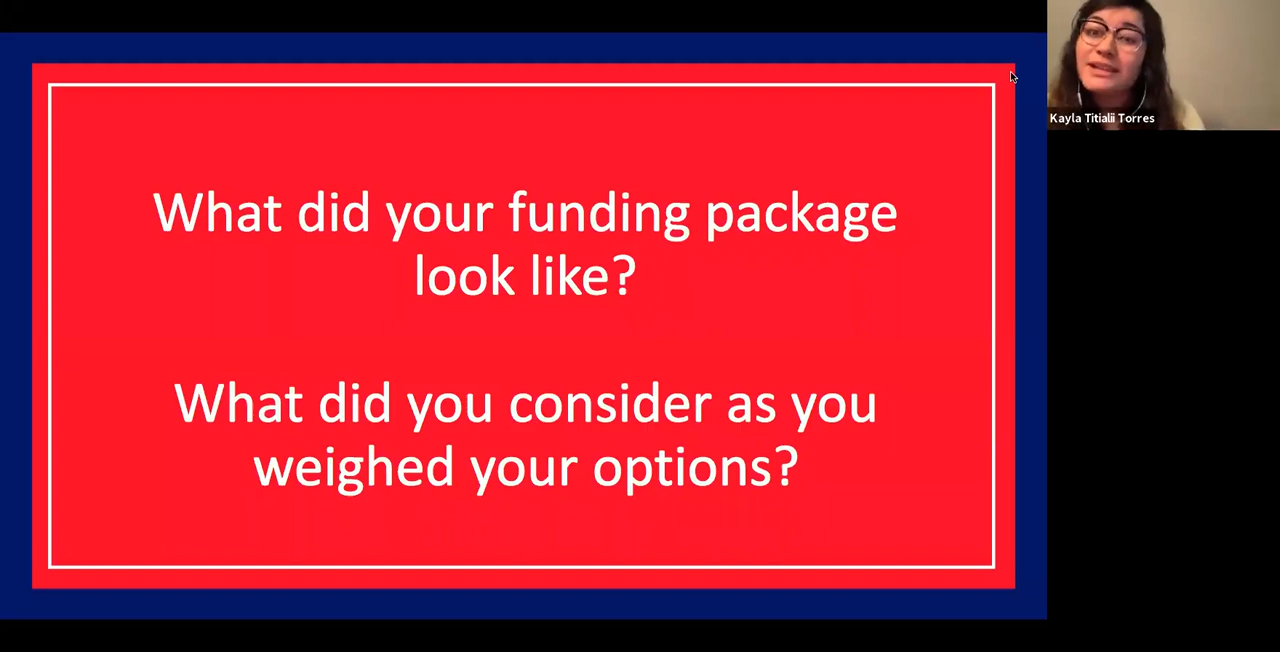 What did your funding package
look like?
What did you consider as you
weighed your options?
Kayla Titialii Torres